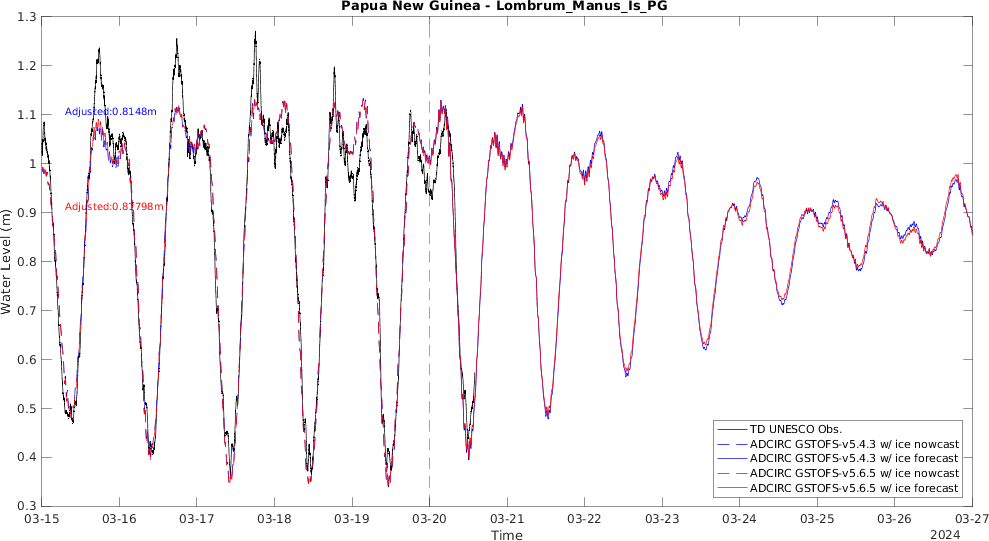 Papua New Guinea - Lombrum_Manus_Is_PG
1.3
1.2
1.1
1
0.9
0.8
0.7
0.6
0.5
0.4
0.3
Water Level (m)
Adjusted:0.8148m
Adjusted:0.81798m
TD UNESCO Obs.
ADCIRC GSTOFS-v5.4.3 w/ ice nowcast
ADCIRC GSTOFS-v5.4.3 w/ ice forecast
ADCIRC GSTOFS-v5.6.5 w/ ice nowcast
ADCIRC GSTOFS-v5.6.5 w/ ice forecast
03-15 03-16 03-17 03-18 03-19 03-20 03-21 03-22 03-23 03-24 03-25 03-26 03-27
Time
2024